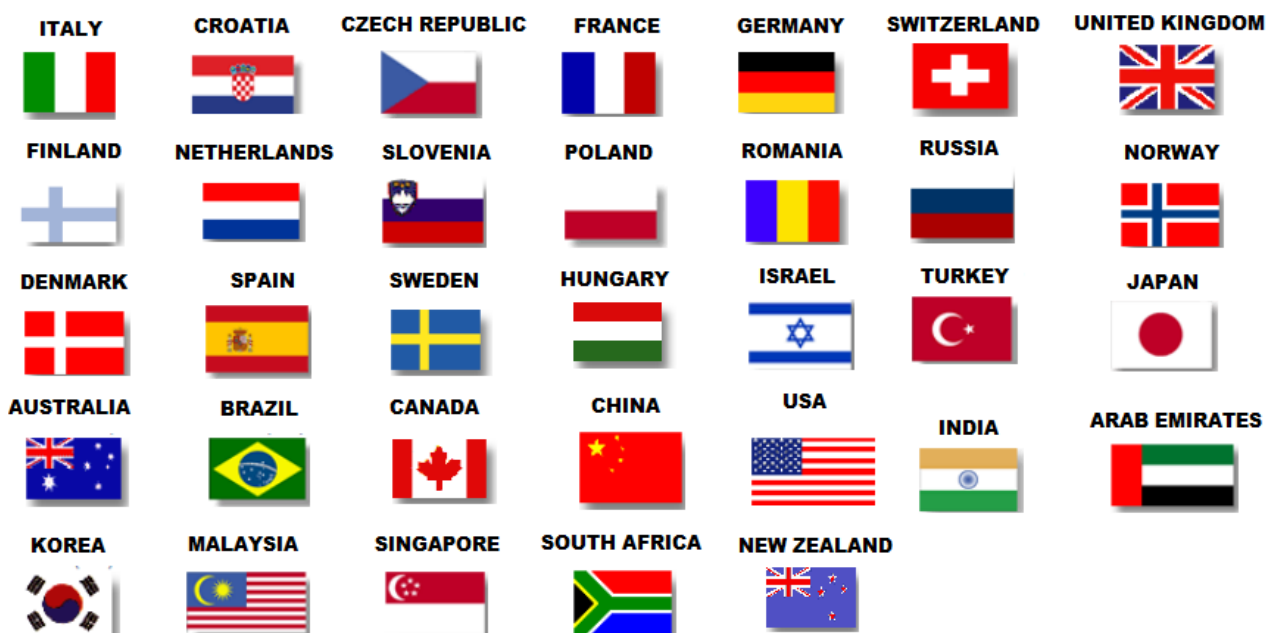 ITALY
CROATIA
CZECH REPUBLIC
FRANCE
GERMANY
SWITZERLAND
UNITED KINGDOM
FINLAND
NETHERLANDS
SLOVENIA
POLAND
ROMANIA
RUSSIA
NORWAY
DENMARK
SPAIN
SWEDEN
HUNGARY
ISRAEL
TURKEY
JAPAN
AUSTRALIA
BRAZIL
CANADA
CHINA
USA
INDIA
ARAB EMIRATES
KOREA
MALAYSIA
SINGAPORE
SOUTH AFRICA
NEW ZEALAND